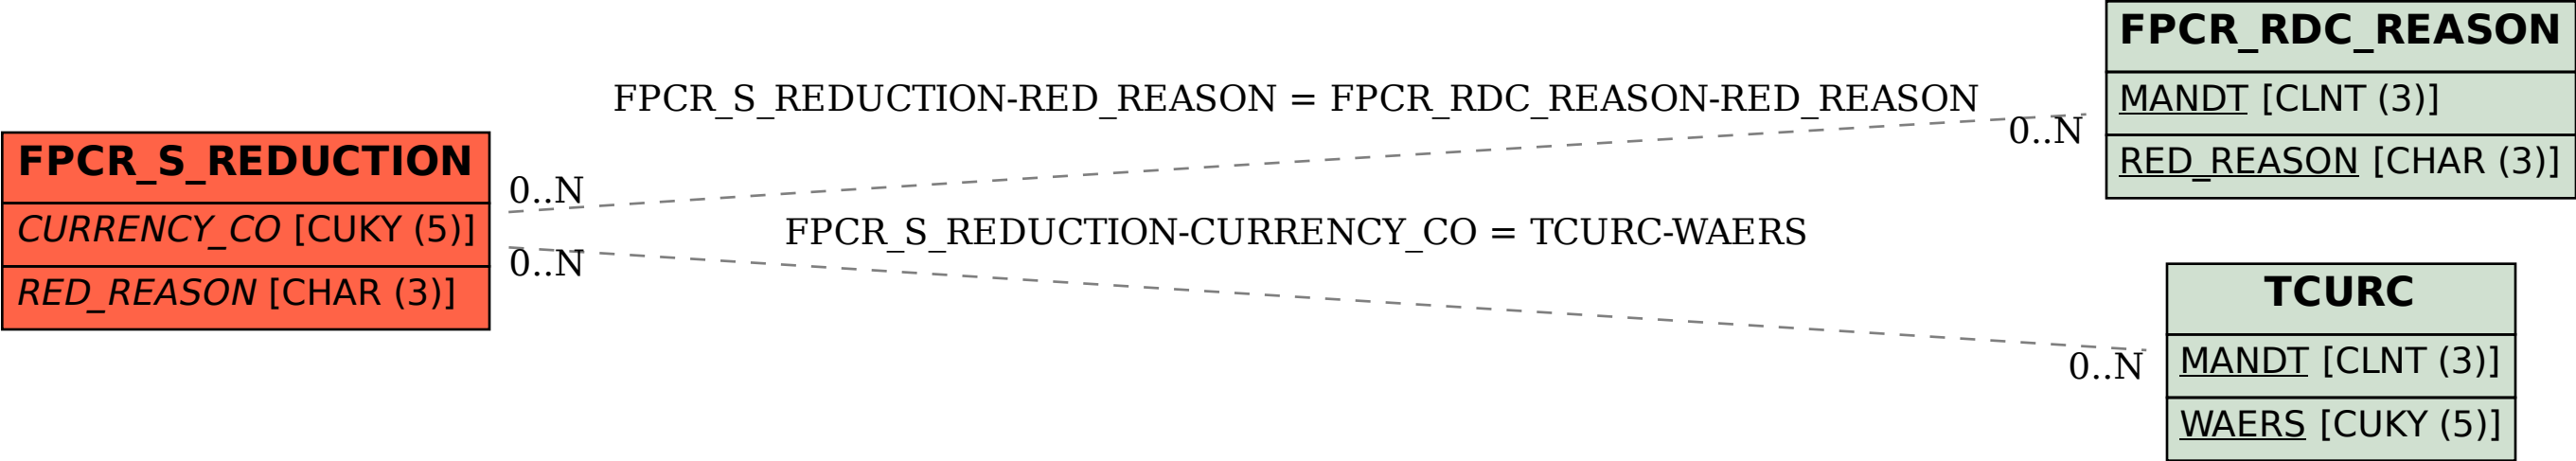 FPCR_S_REDUCTION
CURRENCY_CO [CUKY (5)]
RED_REASON [CHAR (3)]
FPCR_S_REDUCTION-RED_REASON = FPCR_RDC_REASON-RED_REASON
0..N
0..N
FPCR_S_REDUCTION-CURRENCY_CO = TCURC-WAERS
0..N
0..N
FPCR_RDC_REASON
MANDT [CLNT (3)]
RED_REASON [CHAR (3)]
TCURC
MANDT [CLNT (3)]
WAERS [CUKY (5)]